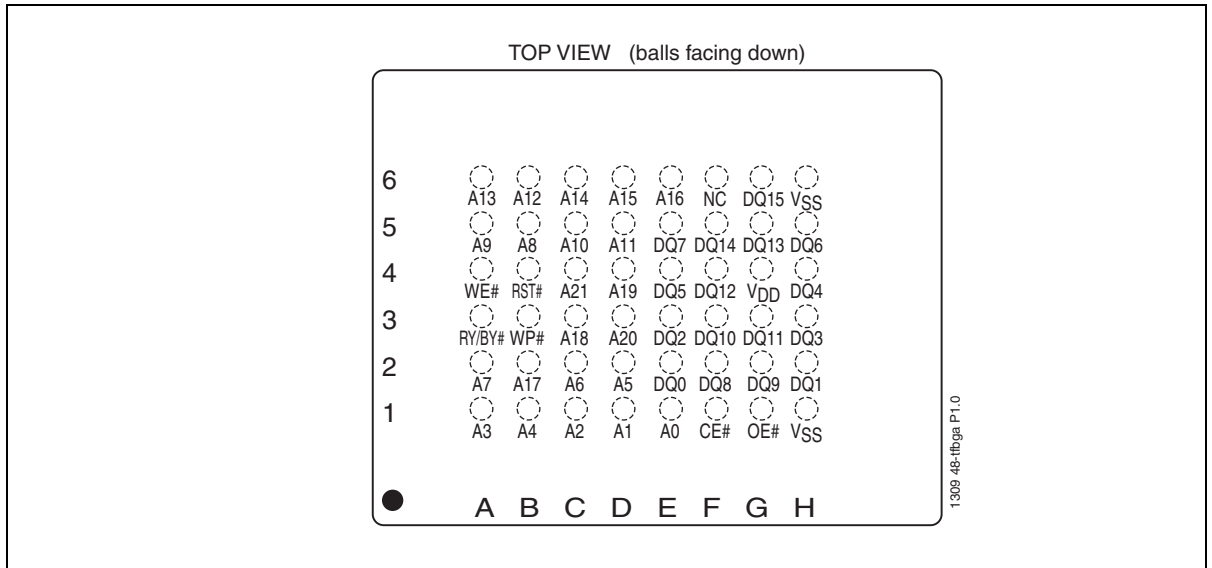 TOP VIEW (balls facing down)
6 A13 A12 A14 A15 A16 NC DQ15 VSS
5 A9 A8 A10 A11 DQ7 DQ14 DQ13 DQ6
4 WE# RST# A21 A19 DQ5 DQ12 VDD DQ4
3 RY/BY# WP# A18 A20 DQ2 DQ10 DQ11 DQ3
2 A7 A17 A6 A5 DQ0 DQ8 DQ9 DQ1
1 A3 A4 A2 A1 A0 CE# OE# VSS
A B C D E F G H
1309 48-tfbga P1.0